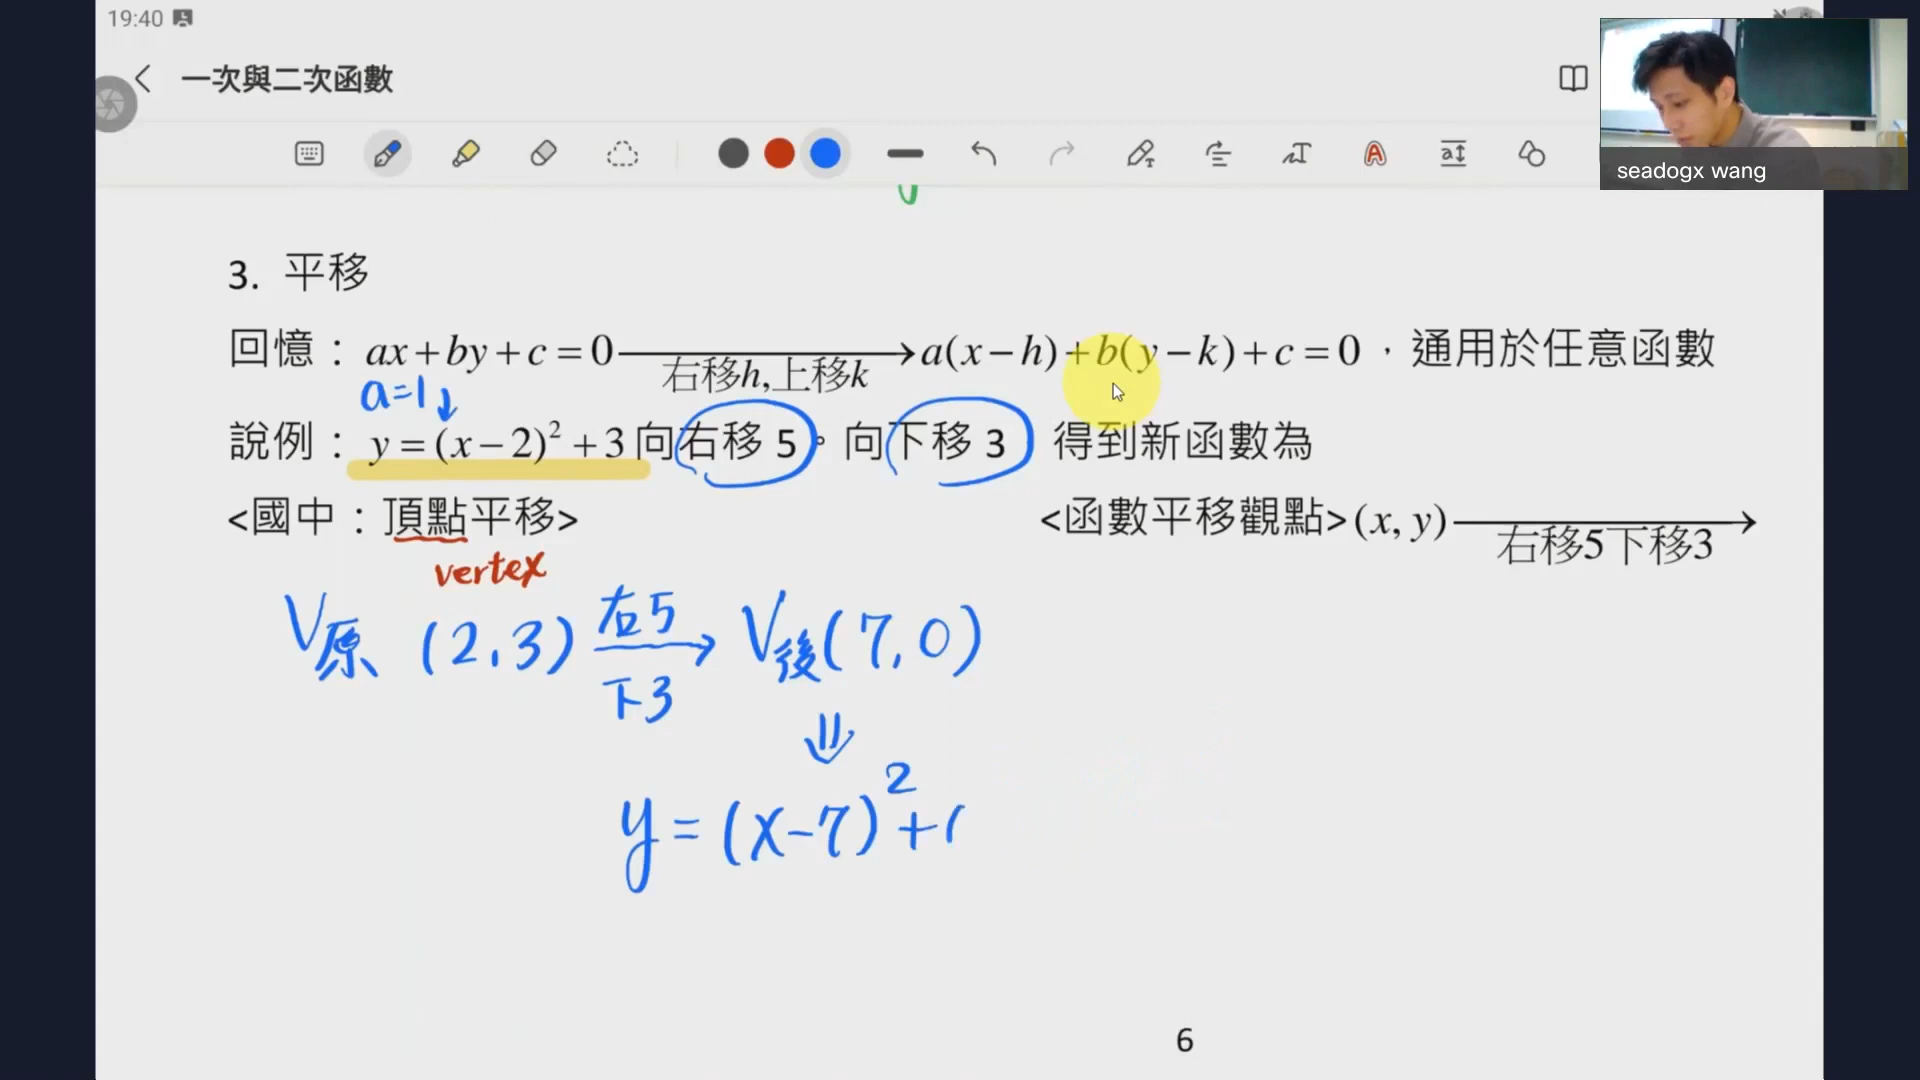 19:40
一次與二次函數
seadogx wang
3. 平移
回憶：ax+by+c=0 右移h,上移k→ a(x−h)+b(y−k)+c=0，通用於任意函數
a=1↓
說例：y=(x−2)²+3向右移 5。向下移 3 得到新函數為
<國中：頂點平移> <函數平移觀點>(x, y) 右移5下移3→
vertex
V原 (2,3) 右5 下3→ V後(7,0)
⇓
y=(x-7)²+(
6